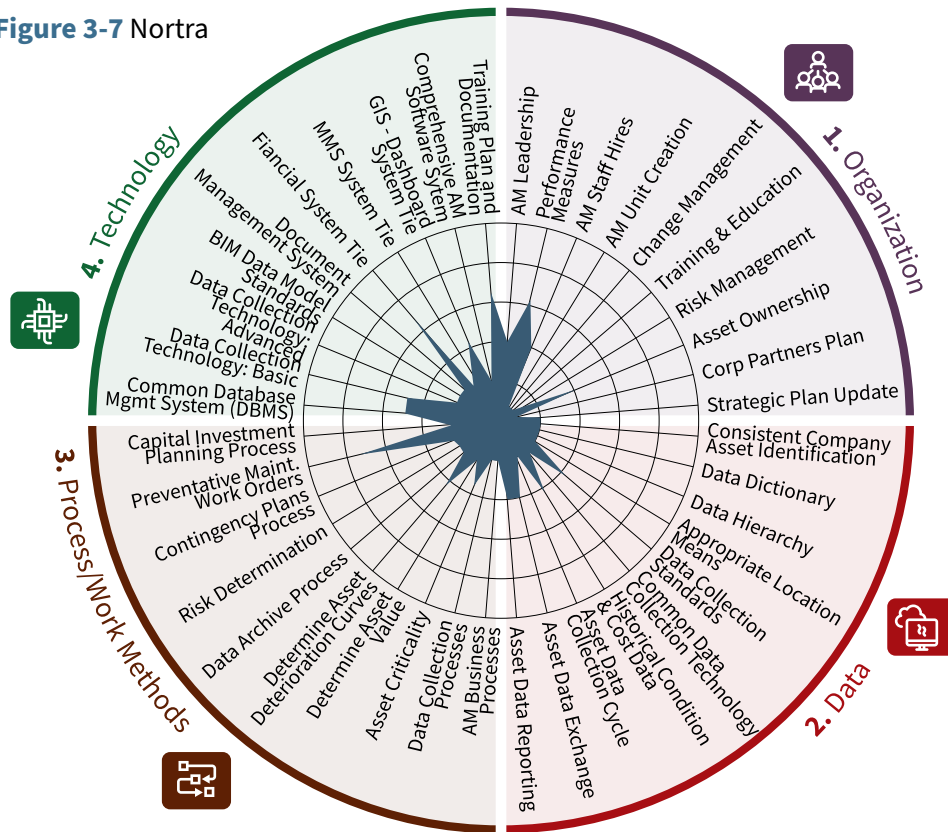 Figure 3-7 Nortra
1. Organization
AM Leadership
Performance
Measures
AM Staff Hires
AM Unit Creation
Change Management
Training & Education
Risk Management
Asset Ownership
Corp Partners Plan
Strategic Plan Update
2. Data
Consistent Company
Asset Identification
Data Dictionary
Data Hierarchy
Appropriate Location
Means
Data Collection
Standards
Common Data
Collection Technology
Historical Condition
& Cost Data
Asset Data
Collection Cycle
Asset Data Exchange
Asset Data Reporting
3. Process/Work Methods
AM Business
Processes
Data Collection
Processes
Asset Criticality
Determine Asset
Value
Determine Asset
Deterioration Curves
Data Archive Process
Risk Determination
Contingency Plans
Process
Preventative Maint.
Work Orders
Capital Investment
Planning Process
4. Technology
Common Database
Mgmt System (DBMS)
Data Collection
Technology: Basic
Data Collection
Technology:
Advanced
BIM Data Model
Standards
Document
Management System
Fiancial System Tie
MMS System Tie
GIS - Dashboard
System Tie
Comprehensive AM
Software Sytem
Training Plan and
Documentation